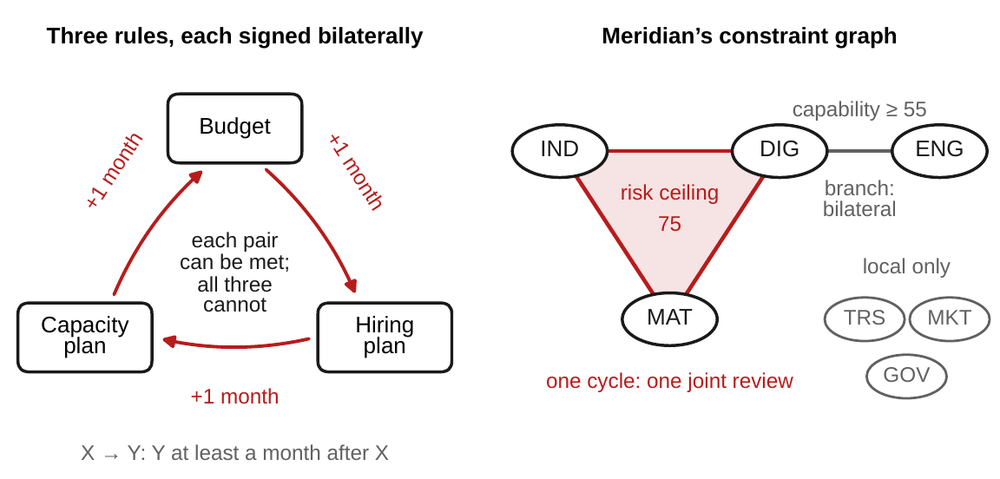 Three rules, each signed bilaterally
Budget
+1 month
+1 month
each pair
can be met;
all three
cannot
Capacity
plan
Hiring
plan
+1 month
X → Y: Y at least a month after X
Meridian’s constraint graph
capability ≥ 55
IND
DIG
ENG
risk ceiling
75
branch:
bilateral
local only
MAT
TRS
MKT
GOV
one cycle: one joint review